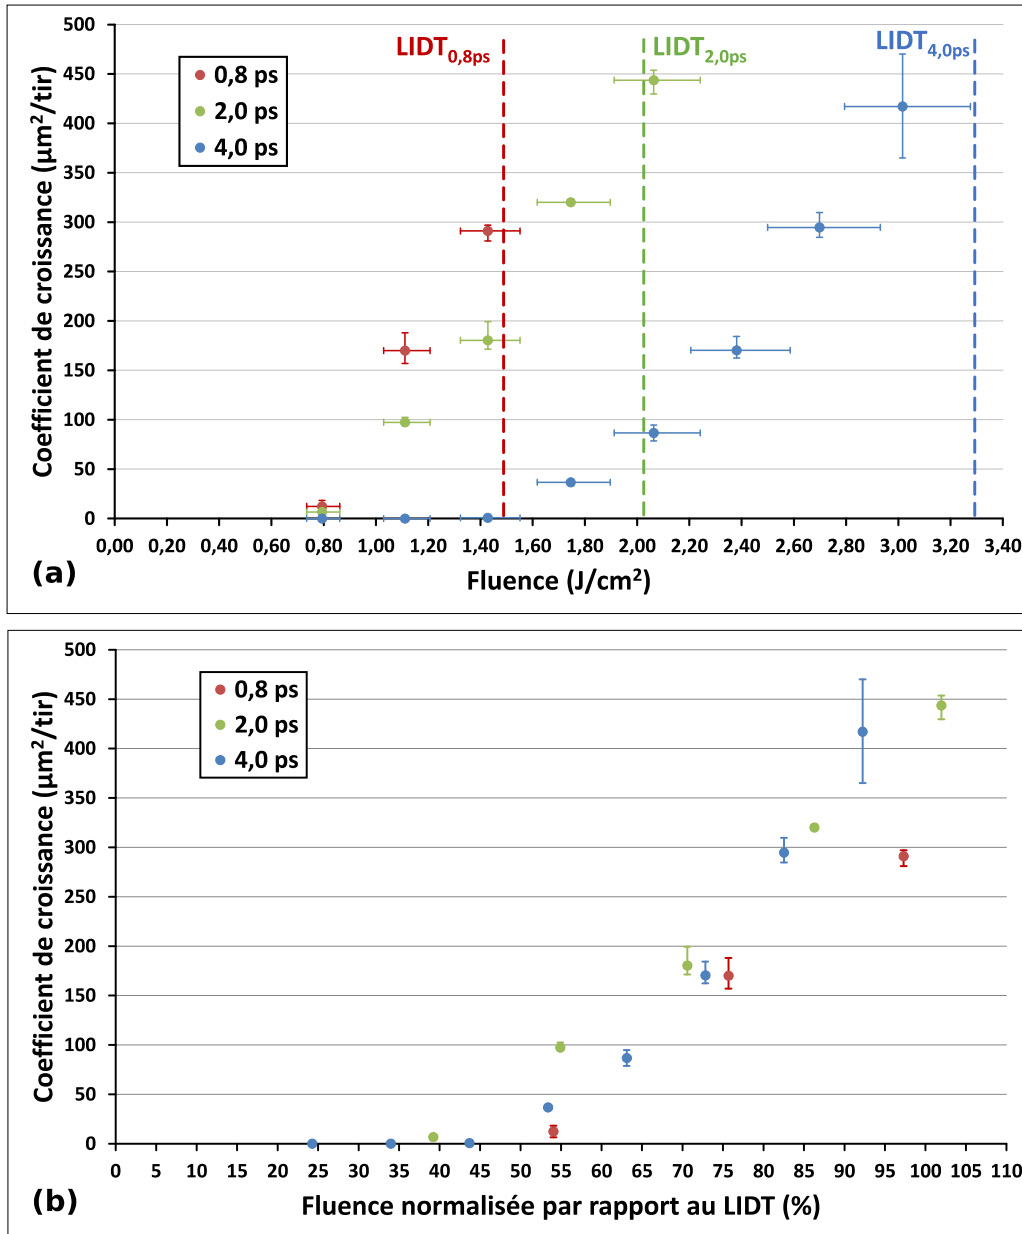 500
450
400
350
300
250
200
150
100
50
0
Coefficient de croissance (µm²/tir)
0,8 ps
2,0 ps
4,0 ps
LIDT0,8ps
LIDT2,0ps
LIDT4,0ps
0,00 0,20 0,40 0,60 0,80 1,00 1,20 1,40 1,60 1,80 2,00 2,20 2,40 2,60 2,80 3,00 3,20 3,40
(a)
Fluence (J/cm²)
500
450
400
350
300
250
200
150
100
50
0
Coefficient de croissance (µm²/tir)
0,8 ps
2,0 ps
4,0 ps
0 5 10 15 20 25 30 35 40 45 50 55 60 65 70 75 80 85 90 95 100 105 110
(b)
Fluence normalisée par rapport au LIDT (%)